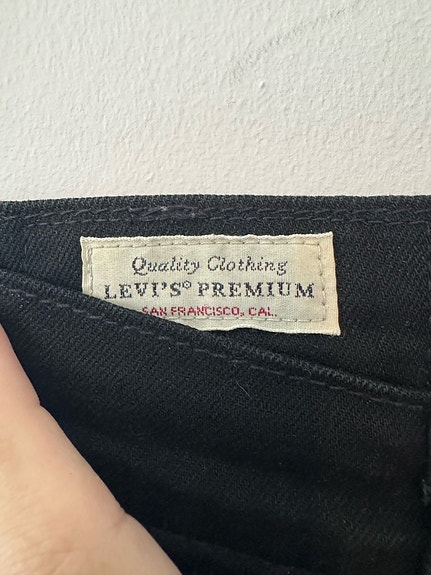 Quality Clothing
LEVI'S® PREMIUM
SAN FRANCISCO, CAL.